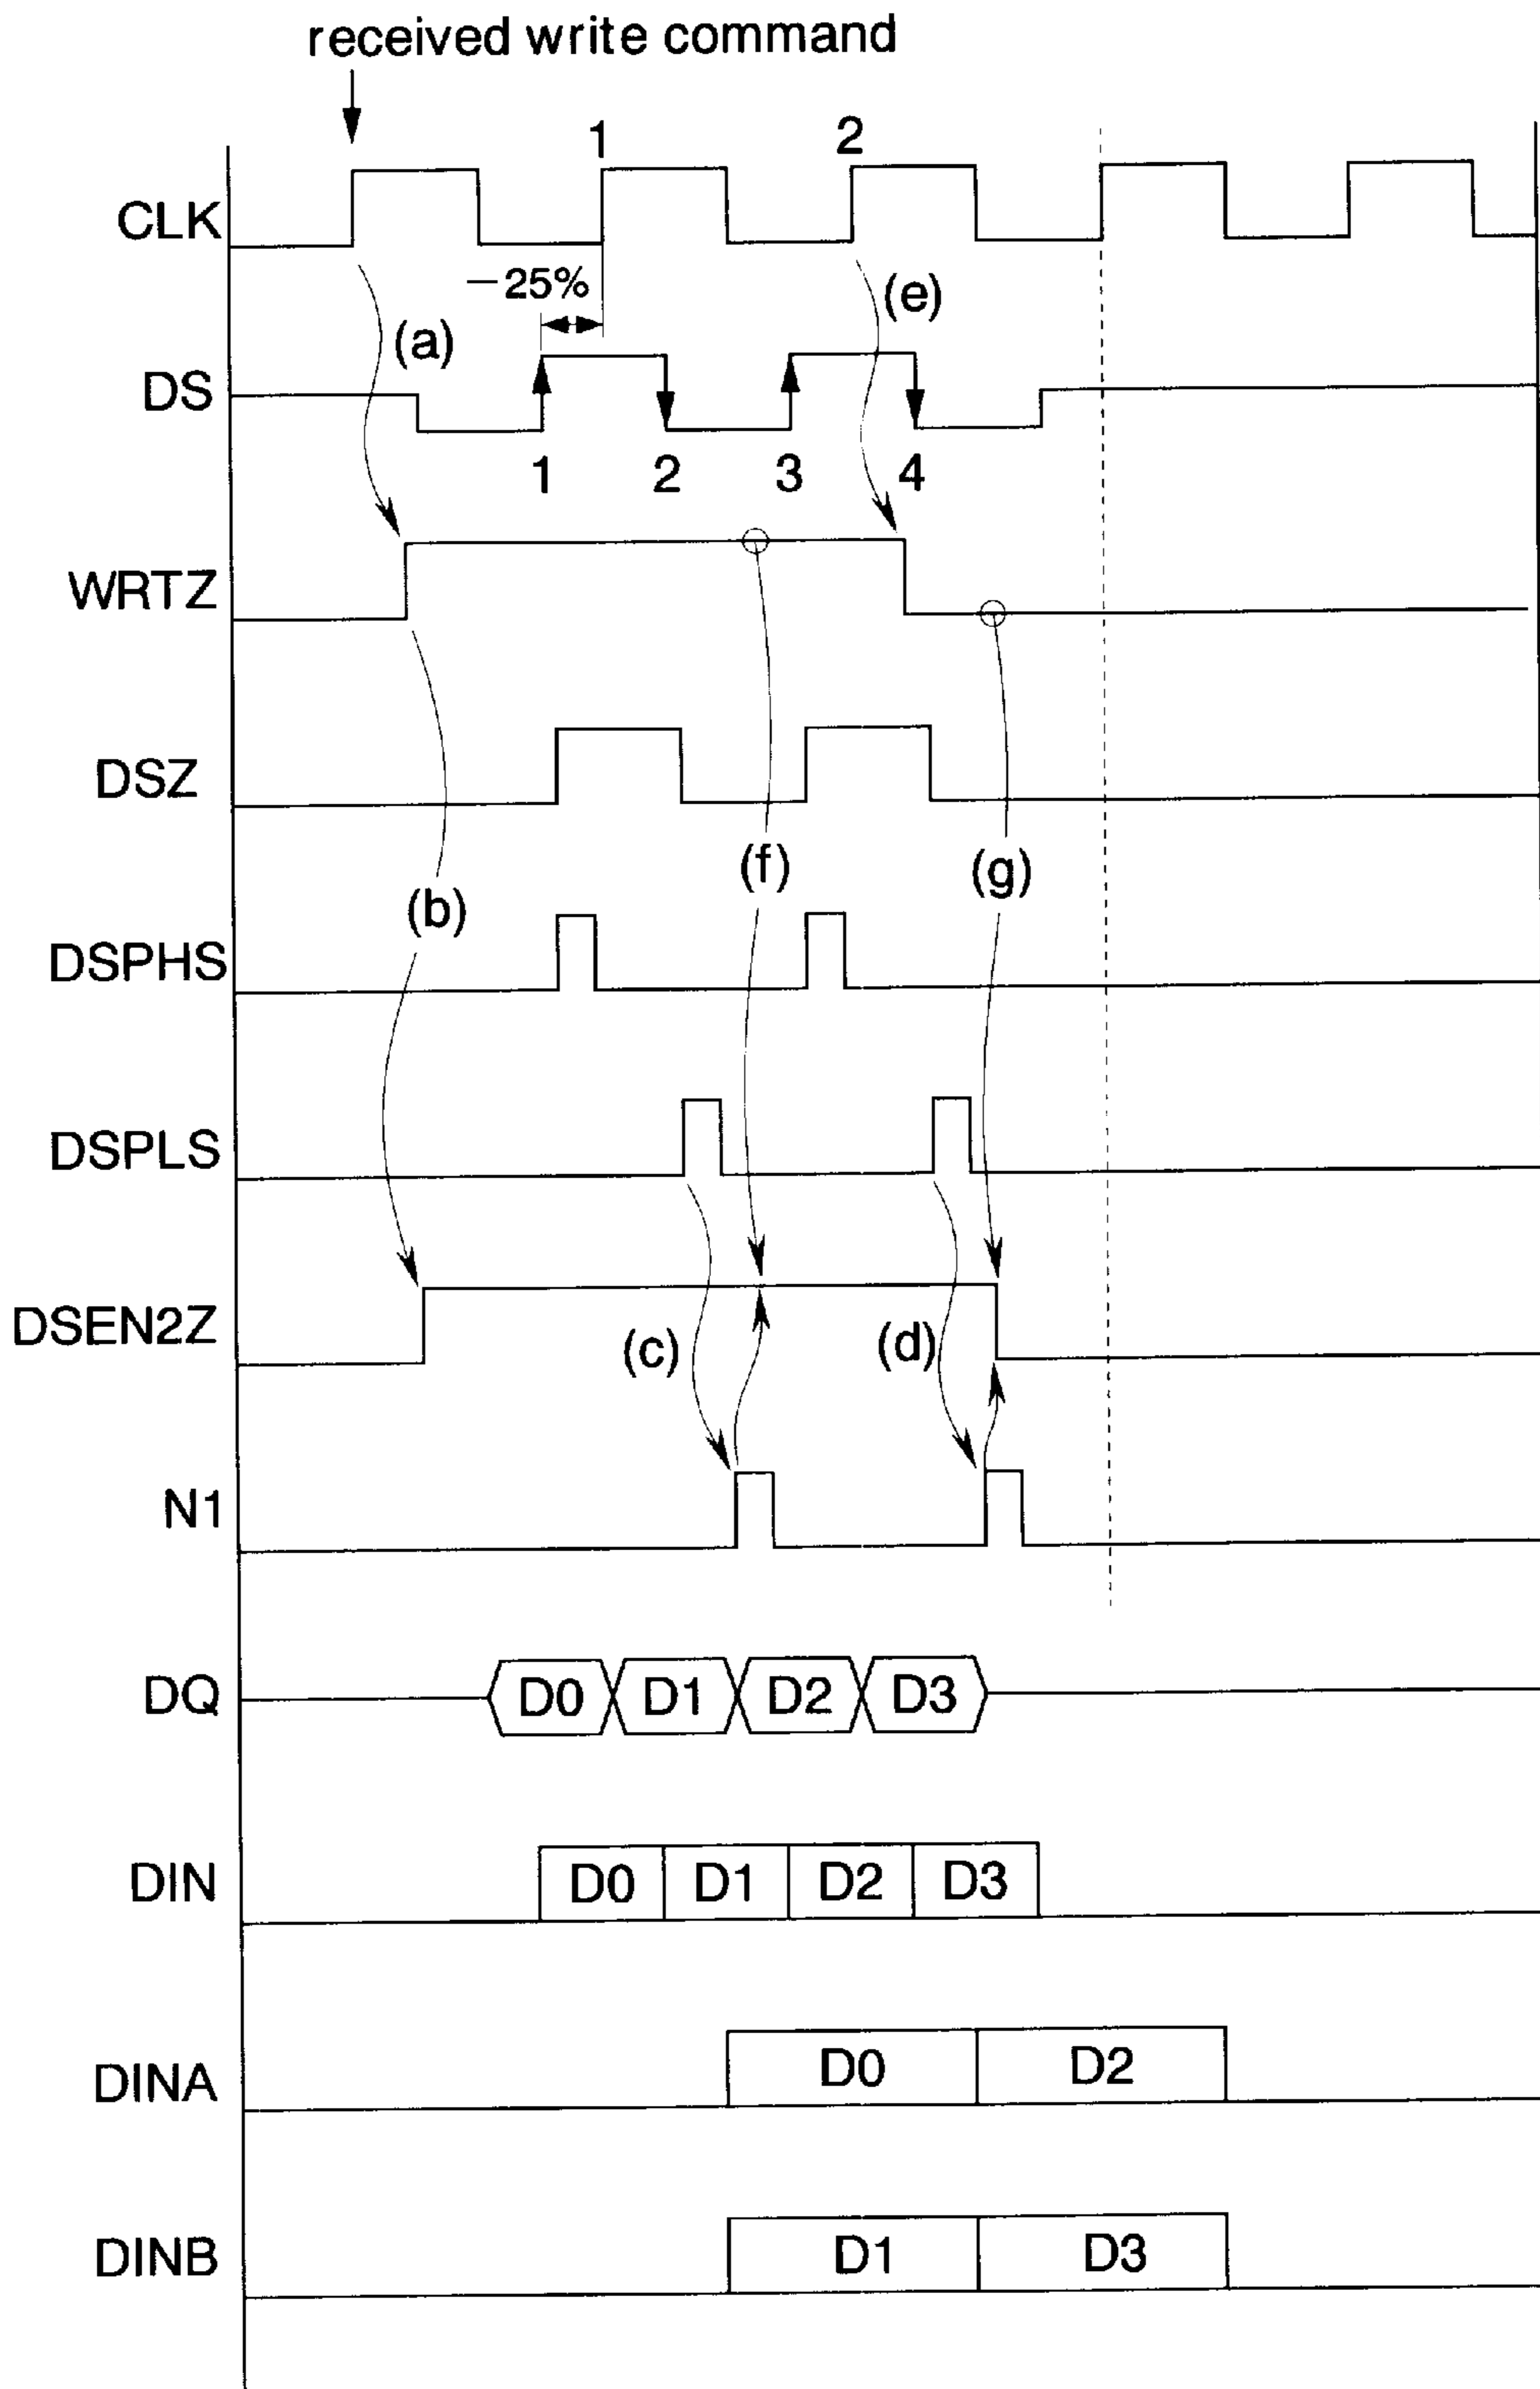 received write command
1
2
CLK
−25%
(e)
(a)
DS
1 2 3 4
WRTZ
DSZ
(f)
(g)
(b)
DSPHS
DSPLS
DSEN2Z
(c)
(d)
N1
DQ D0 D1 D2 D3
DIN D0 D1 D2 D3
DINA D0 D2
DINB D1 D3